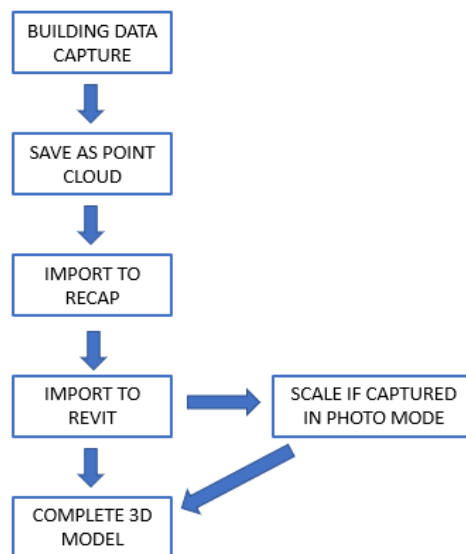 BUILDING DATA
CAPTURE
SAVE AS POINT
CLOUD
IMPORT TO
RECAP
IMPORT TO
REVIT
SCALE IF CAPTURED
IN PHOTO MODE
COMPLETE 3D
MODEL